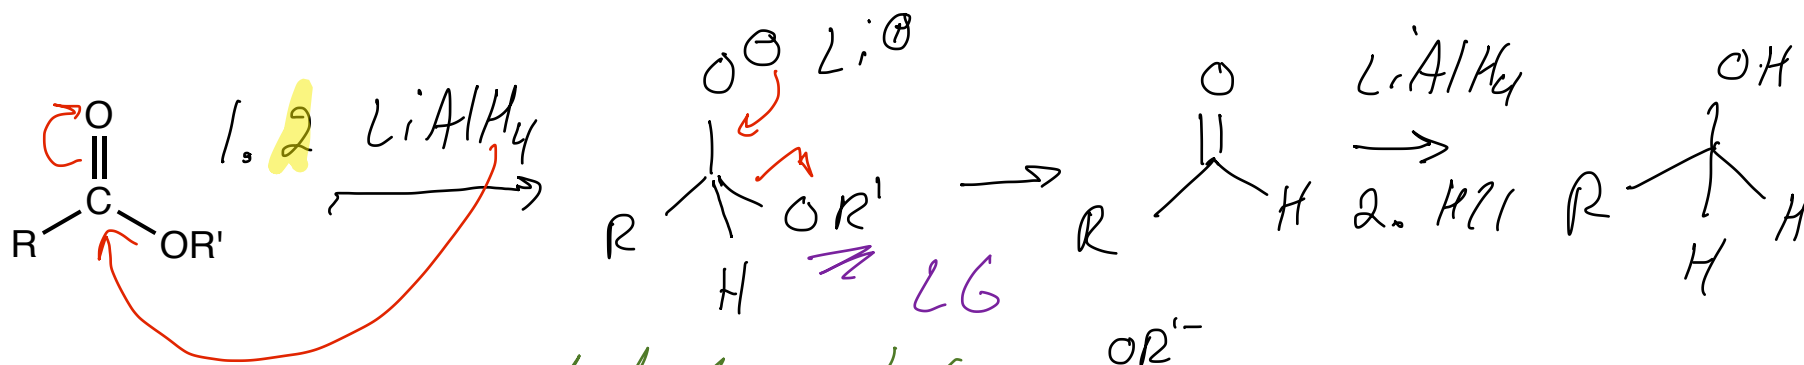 O
C
R
OR'
1. 2 LiAlH4
O ⊖ Li ⊕
R
OR'
H
LG
O
R
H
OR'-
LiAlH4
2. HCl
OH
R
H
H